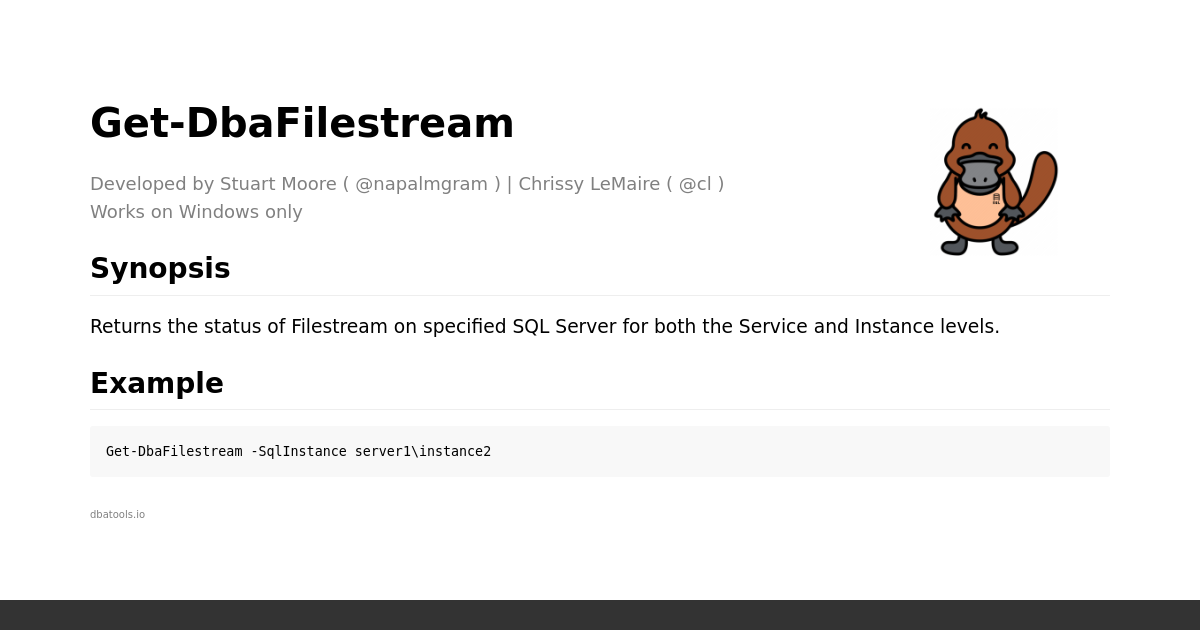 Get-DbaFilestream
Developed by Stuart Moore ( @napalmgram ) | Chrissy LeMaire ( @cl )
Works on Windows only
Synopsis
Returns the status of Filestream on specified SQL Server for both the Service and Instance levels.
Example
Get-DbaFilestream -SqlInstance server1\instance2
dbatools.io